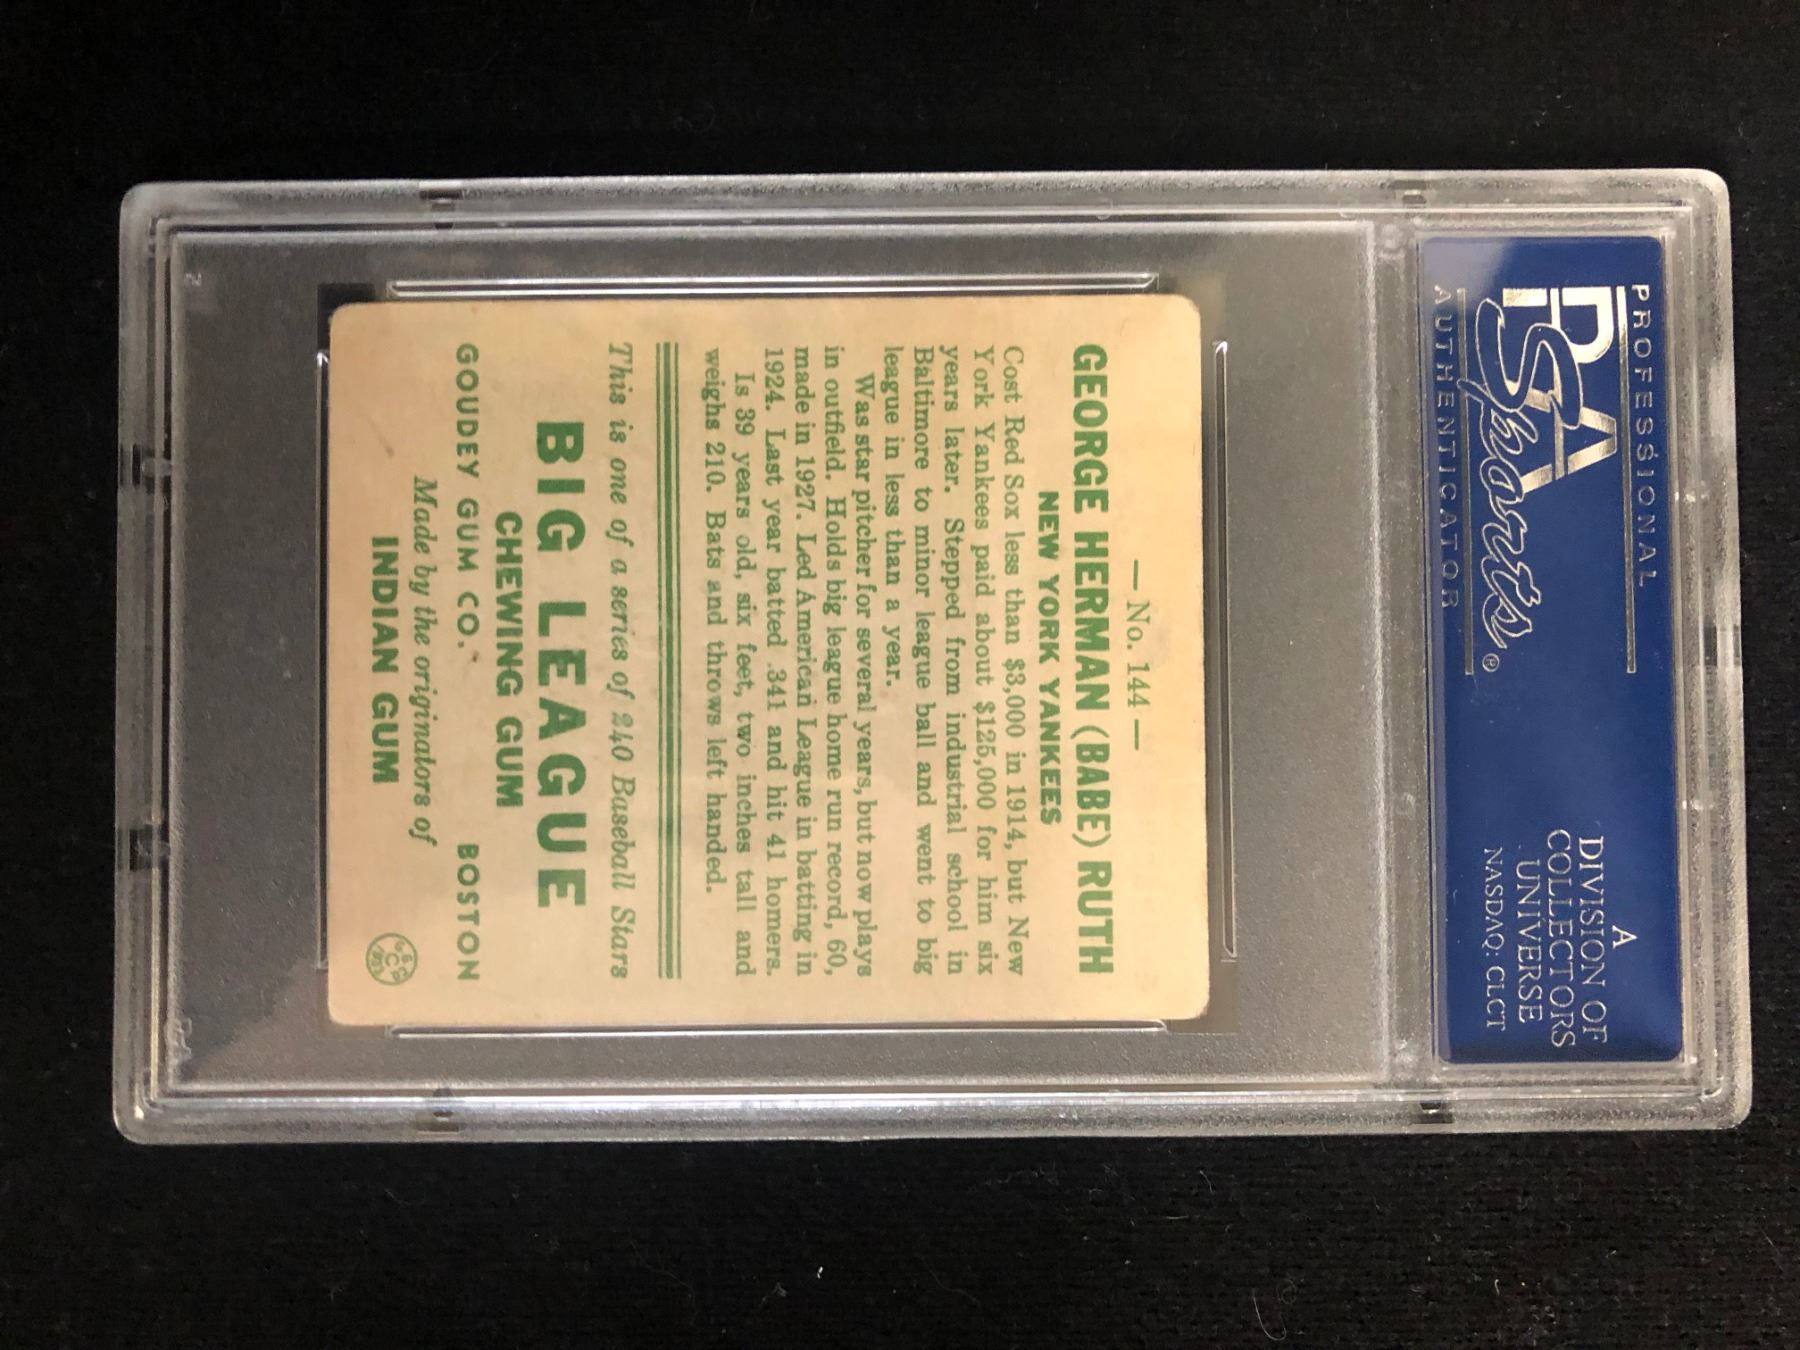 PROFESSIONAL
PSA
Sports®
AUTHENTICATOR
A
DIVISION OF
COLLECTORS
UNIVERSE
NASDAQ: CLCT
— No. 144 —
GEORGE HERMAN (BABE) RUTH
NEW YORK YANKEES
Cost Red Sox less than $3,000 in 1914, but New
York Yankees paid about $125,000 for him six
years later. Stepped from industrial school in
Baltimore to minor league ball and went to big
league in less than a year.
Was star pitcher for several years, but now plays
in outfield. Holds big league home run record, 60,
made in 1927. Led American League in batting in
1924. Last year batted .341 and hit 41 homers.
Is 39 years old, six feet, two inches tall and
weighs 210. Bats and throws left handed.
This is one of a series of 240 Baseball Stars
BIG LEAGUE
CHEWING GUM
GOUDEY GUM CO. BOSTON
Made by the originators of
INDIAN GUM